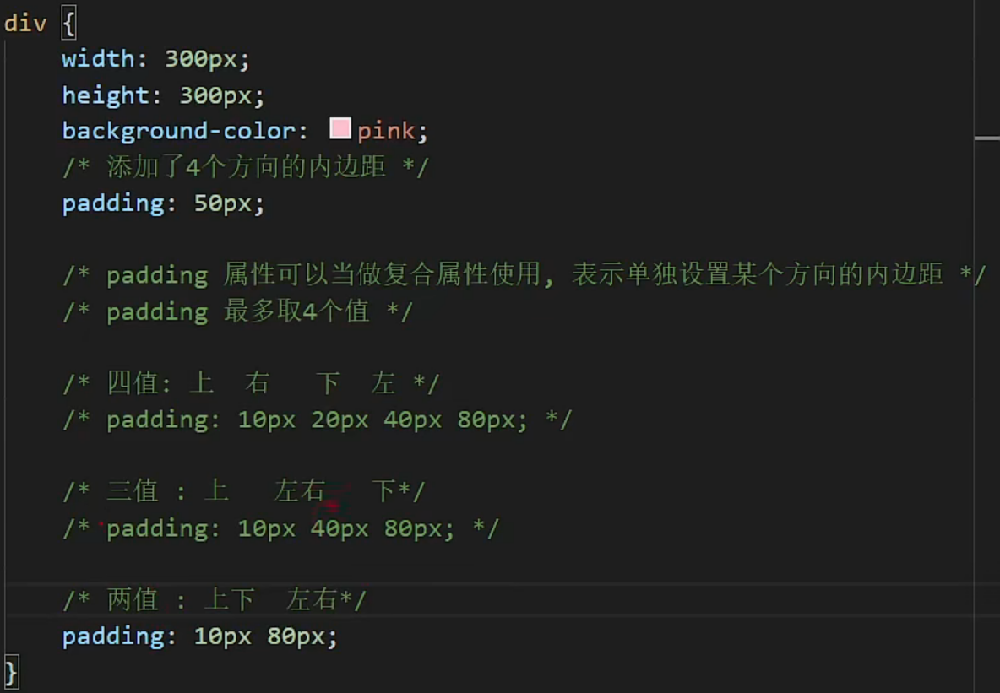 div {
width: 300px;
height: 300px;
background-color: pink;
/* 添加了4个方向的内边距 */
padding: 50px;
/* padding 属性可以当做复合属性使用, 表示单独设置某个方向的内边距 */
/* padding 最多取4个值 */
/* 四值: 上 右 下 左 */
/* padding: 10px 20px 40px 80px; */
/* 三值 : 上 左右 下*/
/* padding: 10px 40px 80px; */
/* 两值 : 上下 左右*/
padding: 10px 80px;
}